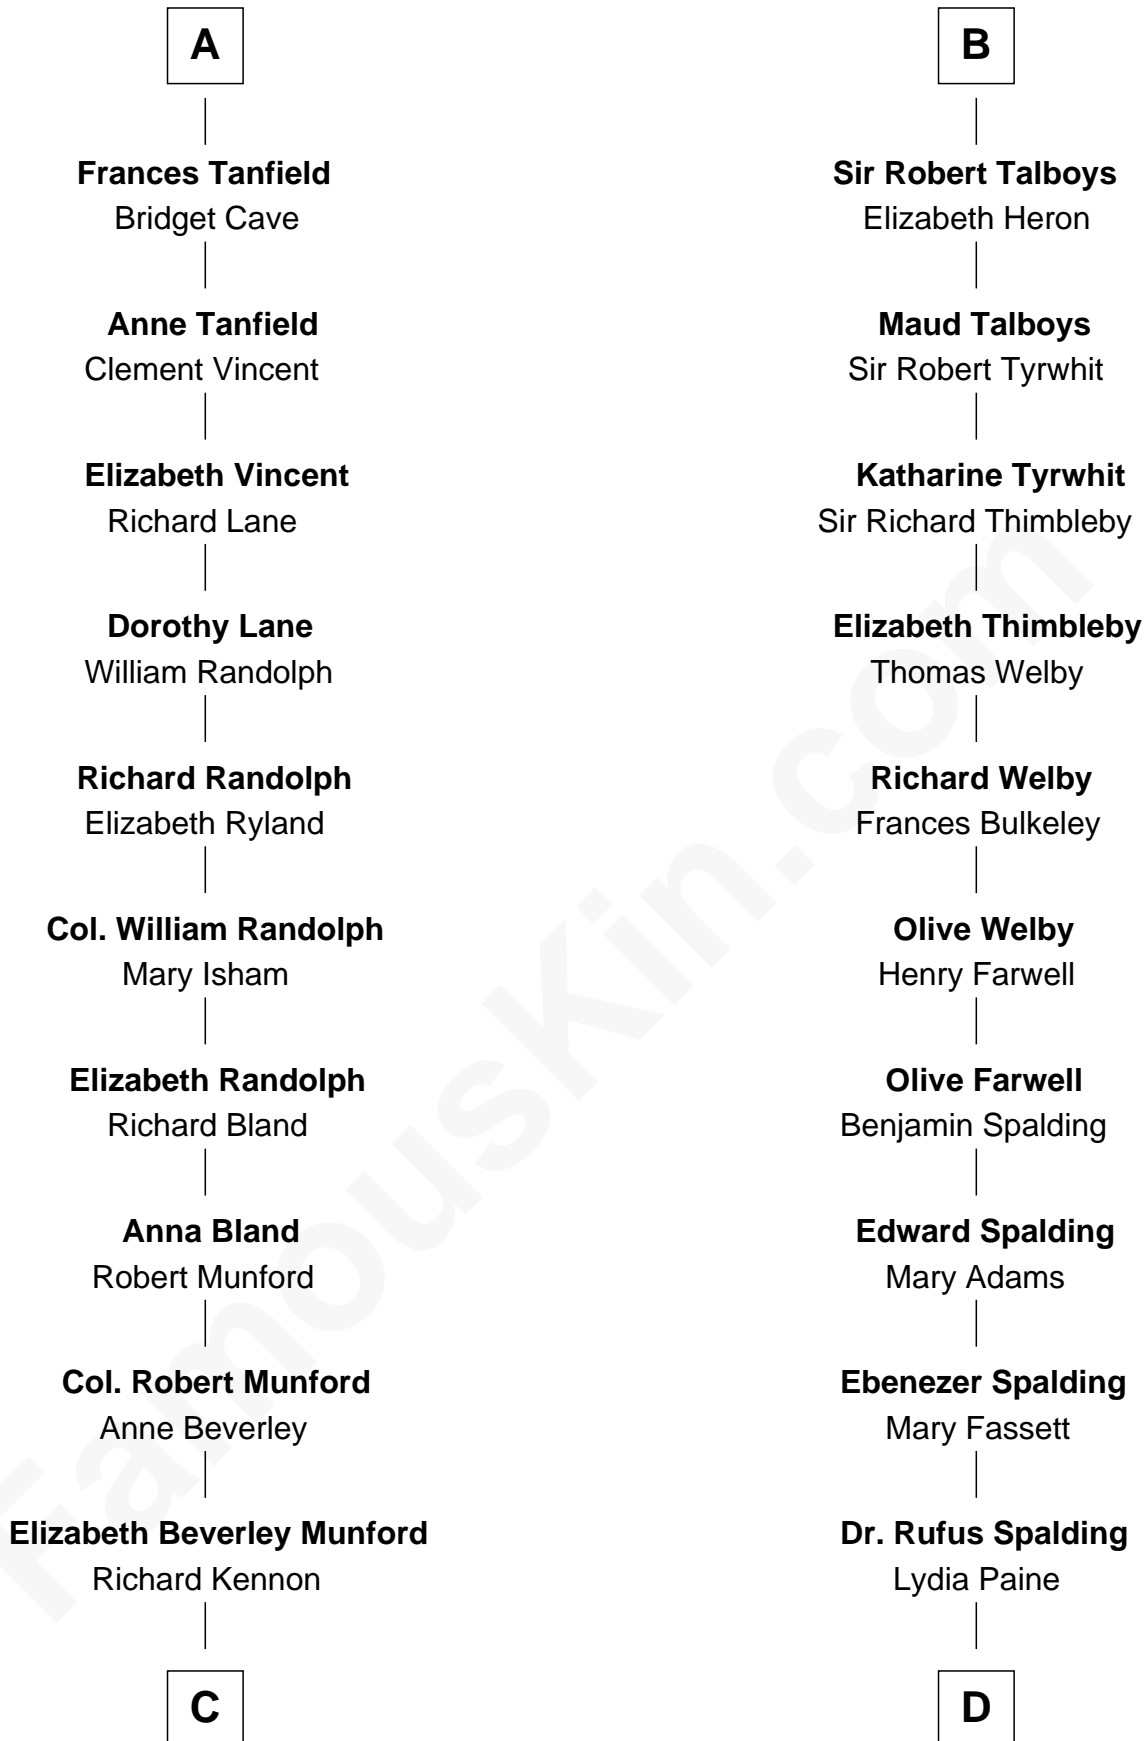 A
Frances Tanfield
Bridget Cave
Anne Tanfield
Clement Vincent
Elizabeth Vincent
Richard Lane
Dorothy Lane
William Randolph
Richard Randolph
Elizabeth Ryland
Col. William Randolph
Mary Isham
Elizabeth Randolph
Richard Bland
Anna Bland
Robert Munford
Col. Robert Munford
Anne Beverley
Elizabeth Beverley Munford
Richard Kennon
C
B
Sir Robert Talboys
Elizabeth Heron
Maud Talboys
Sir Robert Tyrwhit
Katharine Tyrwhit
Sir Richard Thimbleby
Elizabeth Thimbleby
Thomas Welby
Richard Welby
Frances Bulkeley
Olive Welby
Henry Farwell
Olive Farwell
Benjamin Spalding
Edward Spalding
Mary Adams
Ebenezer Spalding
Mary Fassett
Dr. Rufus Spalding
Lydia Paine
D
FamousKin.com